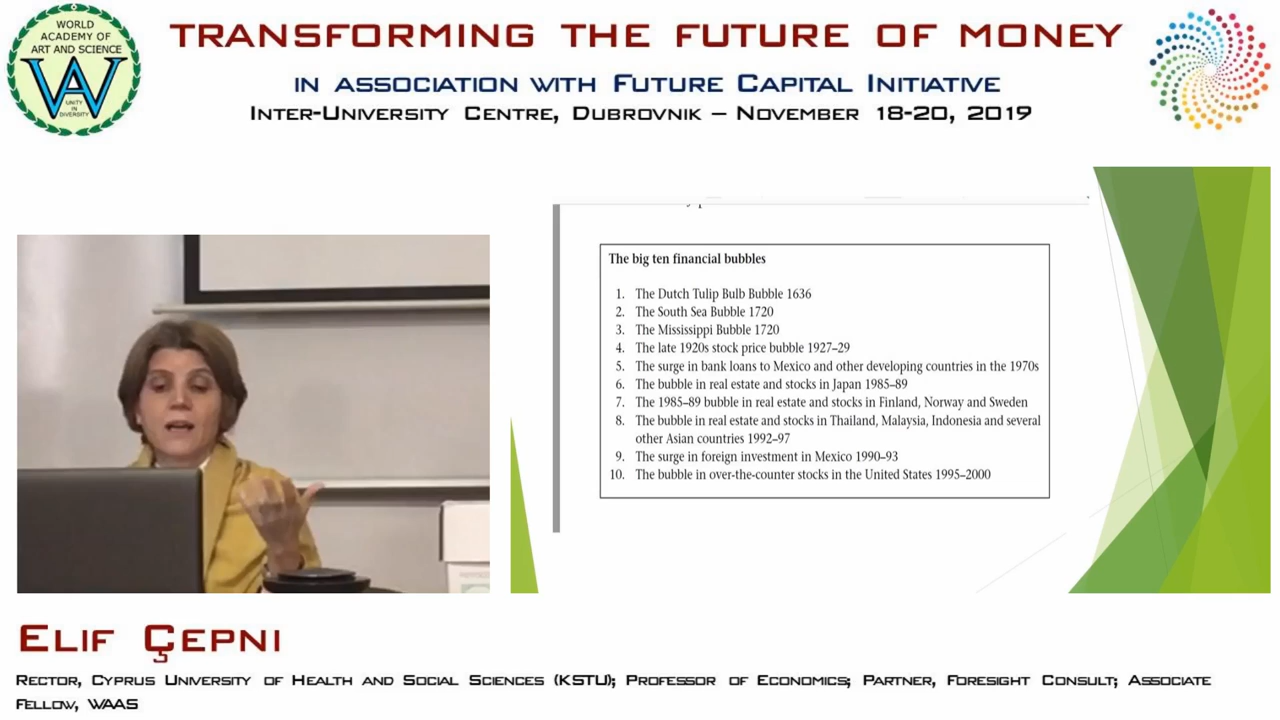 WORLD
ACADEMY OF
ART AND SCIENCE
WA
UNITY
IN
DIVERSITY
TRANSFORMING THE FUTURE OF MONEY
IN ASSOCIATION WITH FUTURE CAPITAL INITIATIVE
INTER-UNIVERSITY CENTRE, DUBROVNIK – NOVEMBER 18-20, 2019
The big ten financial bubbles
1. The Dutch Tulip Bulb Bubble 1636
2. The South Sea Bubble 1720
3. The Mississippi Bubble 1720
4. The late 1920s stock price bubble 1927–29
5. The surge in bank loans to Mexico and other developing countries in the 1970s
6. The bubble in real estate and stocks in Japan 1985–89
7. The 1985–89 bubble in real estate and stocks in Finland, Norway and Sweden
8. The bubble in real estate and stocks in Thailand, Malaysia, Indonesia and several
other Asian countries 1992–97
9. The surge in foreign investment in Mexico 1990–93
10. The bubble in over-the-counter stocks in the United States 1995–2000
ELIF ÇEPNI
RECTOR, CYPRUS UNIVERSITY OF HEALTH AND SOCIAL SCIENCES (KSTU); PROFESSOR OF ECONOMICS; PARTNER, FORESIGHT CONSULT; ASSOCIATE
FELLOW, WAAS